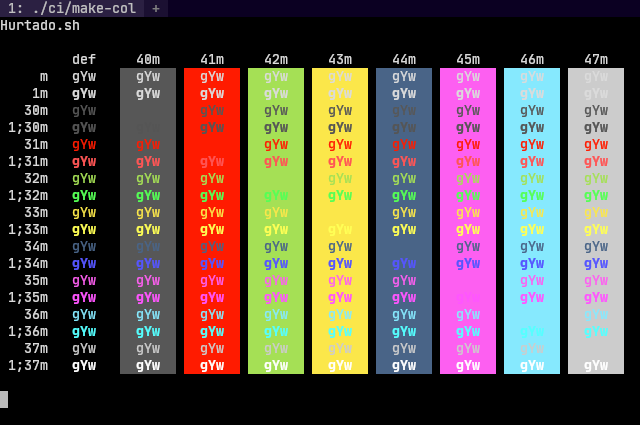 1: ./ci/make-col +
Hurtado.sh
def 40m 41m 42m 43m 44m 45m 46m 47m
m gYw gYw gYw gYw gYw gYw gYw gYw gYw
1m gYw gYw gYw gYw gYw gYw gYw gYw gYw
30m gYw gYw gYw gYw gYw gYw gYw gYw
1;30m gYw gYw gYw gYw gYw gYw gYw gYw
31m gYw gYw gYw gYw gYw gYw gYw gYw
1;31m gYw gYw gYw gYw gYw gYw gYw gYw gYw
32m gYw gYw gYw gYw gYw gYw gYw gYw
1;32m gYw gYw gYw gYw gYw gYw gYw gYw gYw
33m gYw gYw gYw gYw gYw gYw gYw gYw
1;33m gYw gYw gYw gYw gYw gYw gYw gYw gYw
34m gYw gYw gYw gYw gYw gYw gYw gYw
1;34m gYw gYw gYw gYw gYw gYw gYw gYw gYw
35m gYw gYw gYw gYw gYw gYw gYw gYw
1;35m gYw gYw gYw gYw gYw gYw gYw gYw
36m gYw gYw gYw gYw gYw gYw gYw gYw
1;36m gYw gYw gYw gYw gYw gYw gYw gYw gYw
37m gYw gYw gYw gYw gYw gYw gYw gYw
1;37m gYw gYw gYw gYw gYw gYw gYw gYw gYw